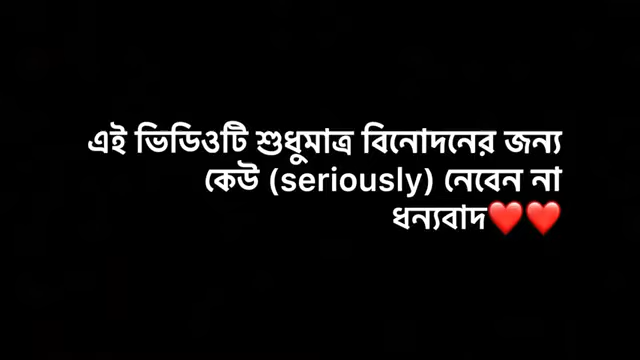 এই ভিডিওটি শুধুমাত্র বিনোদনের জন্য
কেউ (seriously) নেবেন না
ধন্যবাদ❤️❤️